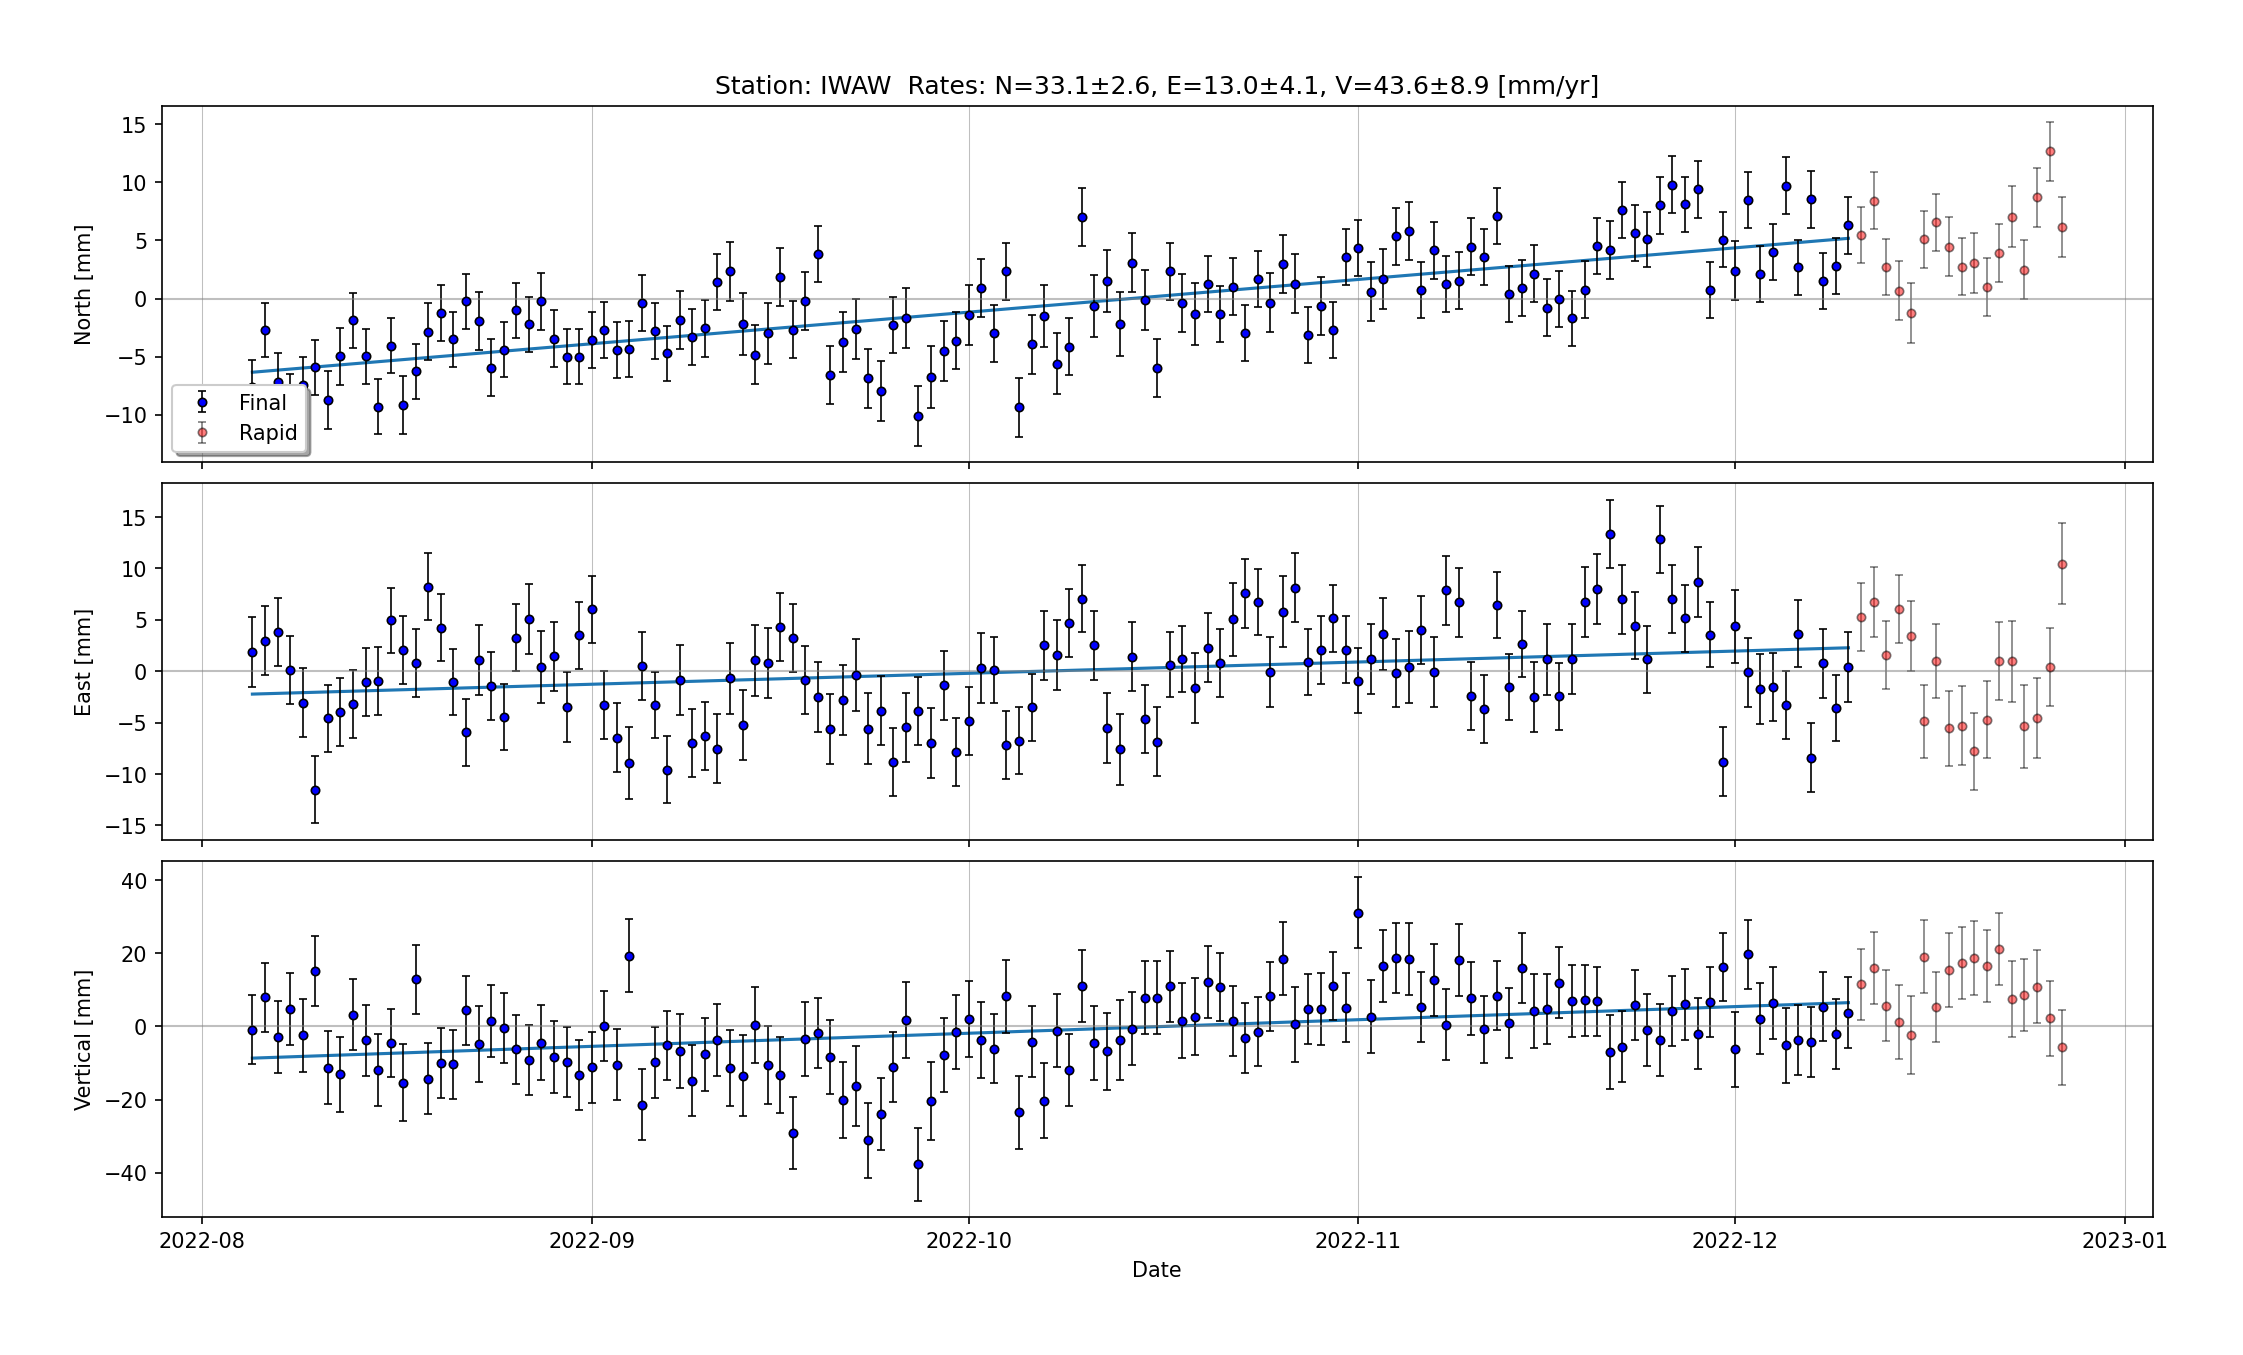 Station: IWAW  Rates: N=33.1±2.6, E=13.0±4.1, V=43.6±8.9 [mm/yr]
North [mm]
15
10
5
0
−5
−10
Final
Rapid
East [mm]
15
10
5
0
−5
−10
−15
Vertical [mm]
40
20
0
−20
−40
2022-08 2022-09 2022-10 2022-11 2022-12 2023-01
Date